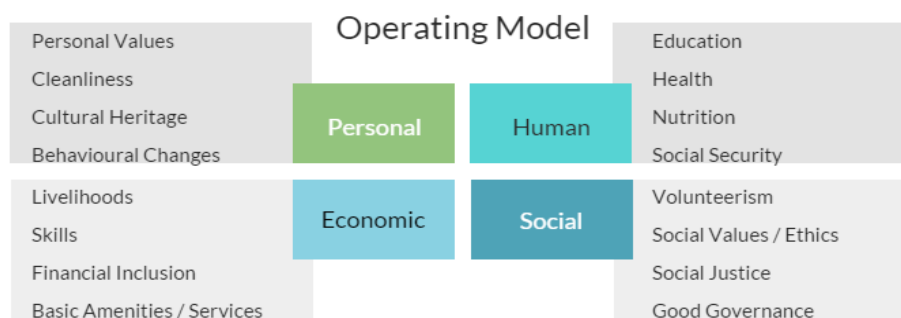 Operating Model
Personal Values
Cleanliness
Cultural Heritage
Behavioural Changes
Personal
Human
Education
Health
Nutrition
Social Security
Livelihoods
Skills
Financial Inclusion
Basic Amenities / Services
Economic
Social
Volunteerism
Social Values / Ethics
Social Justice
Good Governance